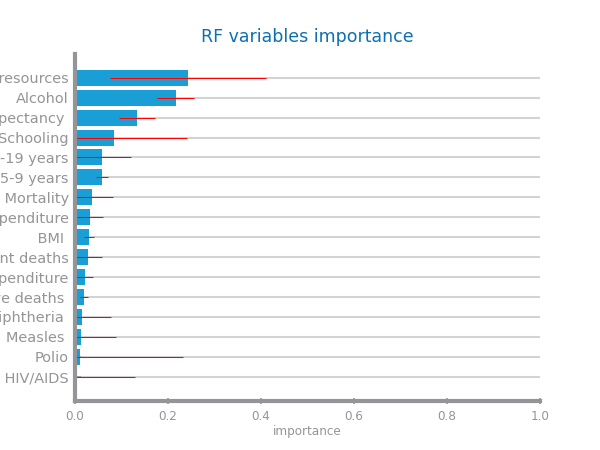 RF variables importance
resources
Alcohol
pectancy
Schooling
-19 years
5-9 years
Mortality
penditure
BMI
nt deaths
penditure
e deaths
iphtheria
Measles
Polio
HIV/AIDS
0.0 0.2 0.4 0.6 0.8 1.0
importance